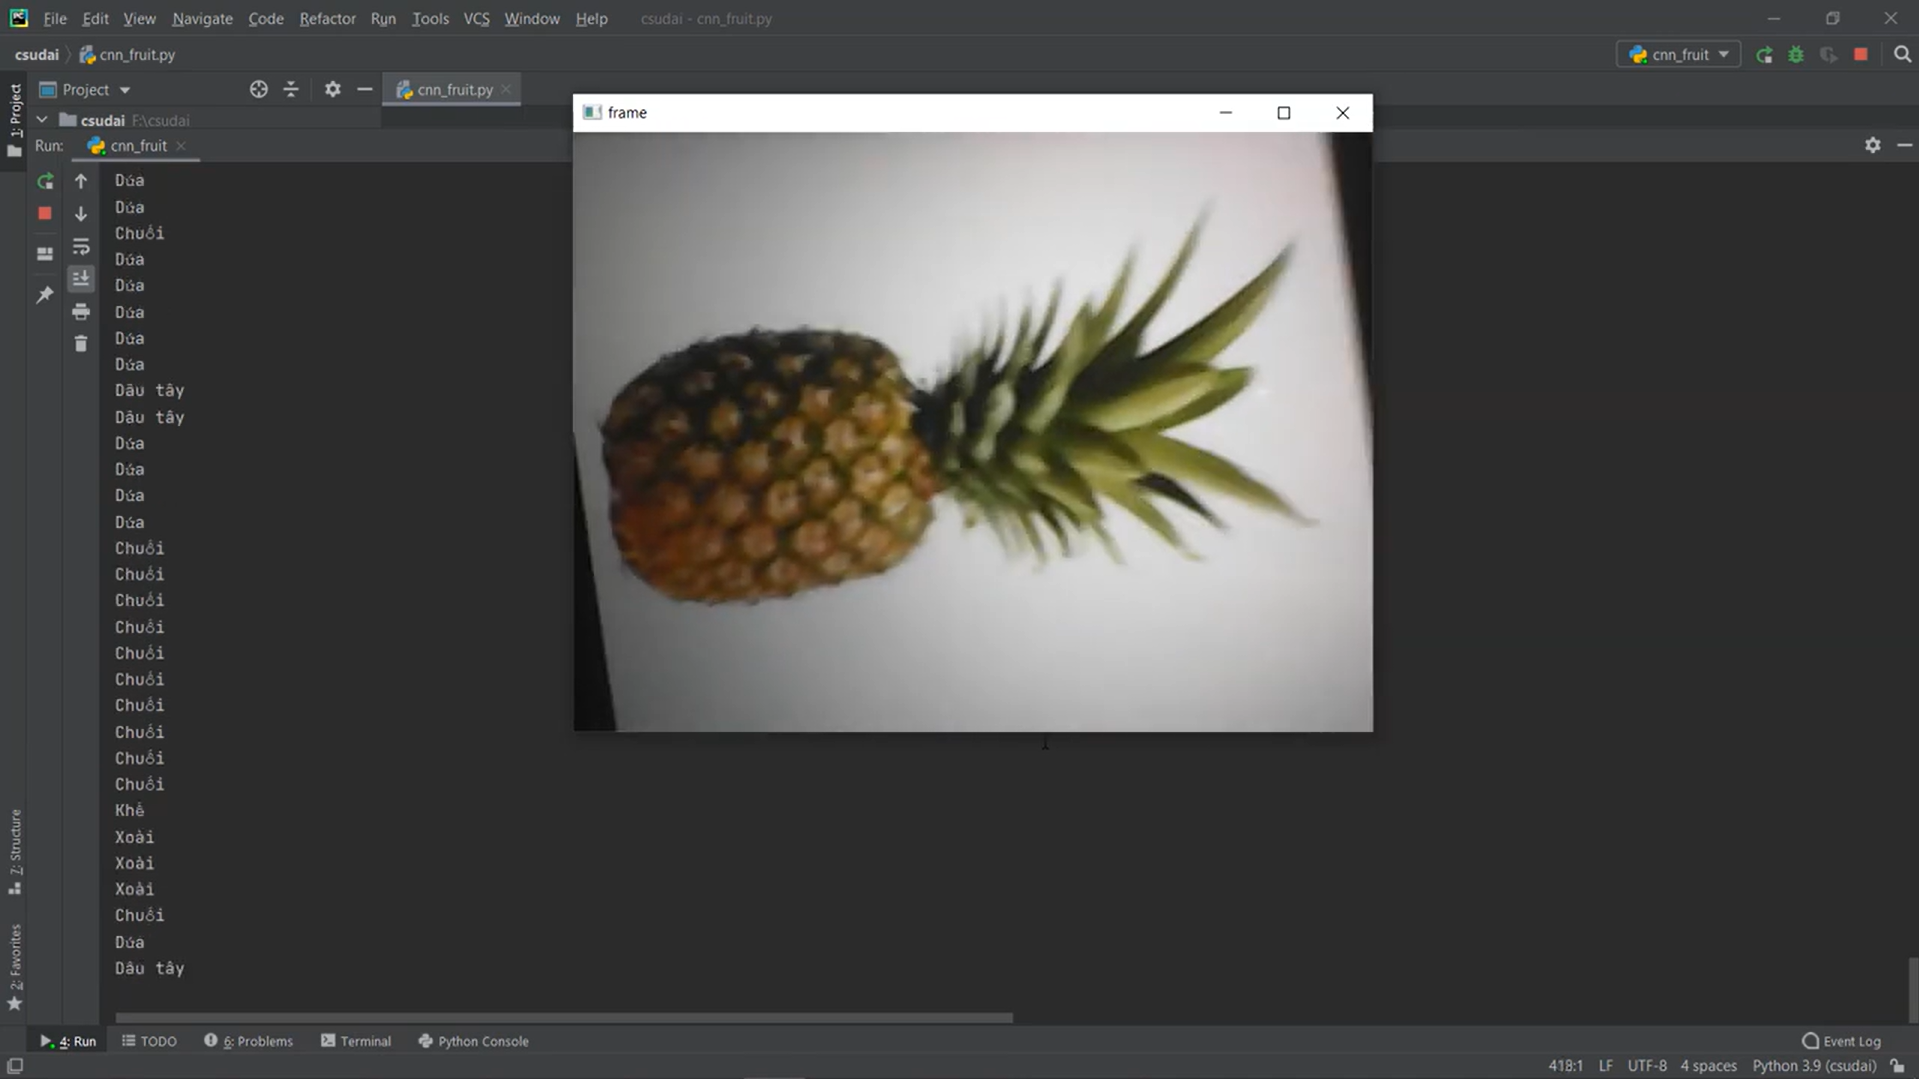 File Edit View Navigate Code Refactor Run Tools VCS Window Help csudai - cnn_fruit.py
csudai cnn_fruit.py cnn_fruit
1: Project Project cnn_fruit.py
frame
csudai F:\csudai
Run: cnn_fruit
Dứa
Dứa
Chuối
Dứa
Dứa
Dứa
Dứa
Dứa
Dâu tây
Dâu tây
Dứa
Dứa
Dứa
Dứa
Chuối
Chuối
Chuối
Chuối
Chuối
Chuối
Chuối
Chuối
Chuối
Chuối
Khế
Xoài
Xoài
Xoài
Chuối
Dứa
Dâu tây
7: Structure
2: Favorites
4: Run TODO 6: Problems Terminal Python Console Event Log
418:1 LF UTF-8 4 spaces Python 3.9 (csudai)